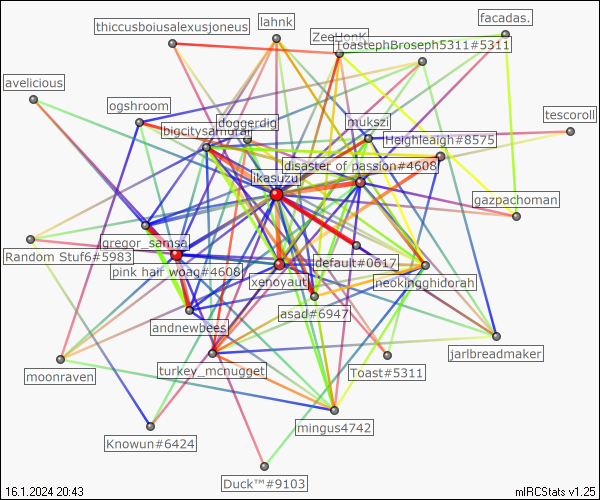 lahnk
facadas.
thiccusboiusalexusjoneus
ZeeHonK
ToastephBroseph5311#5311
avelicious
ogshroom
doggerdig
mukszi
tescoroll
bigcitysamurai
Heighleaigh#8575
disaster of passion#4608
jikasuzu
gazpachoman
gregor_samsa
Random Stuf6#5983
default#0617
pink hair woag#4608
xenoyaut
neokingghidorah
asad#6947
andnewbees
jarlbreadmaker
moonraven
turkey_mcnugget
Toast#5311
mingus4742
Knowun#6424
Duck™#9103
16.1.2024 20:43
mIRCStats v1.25